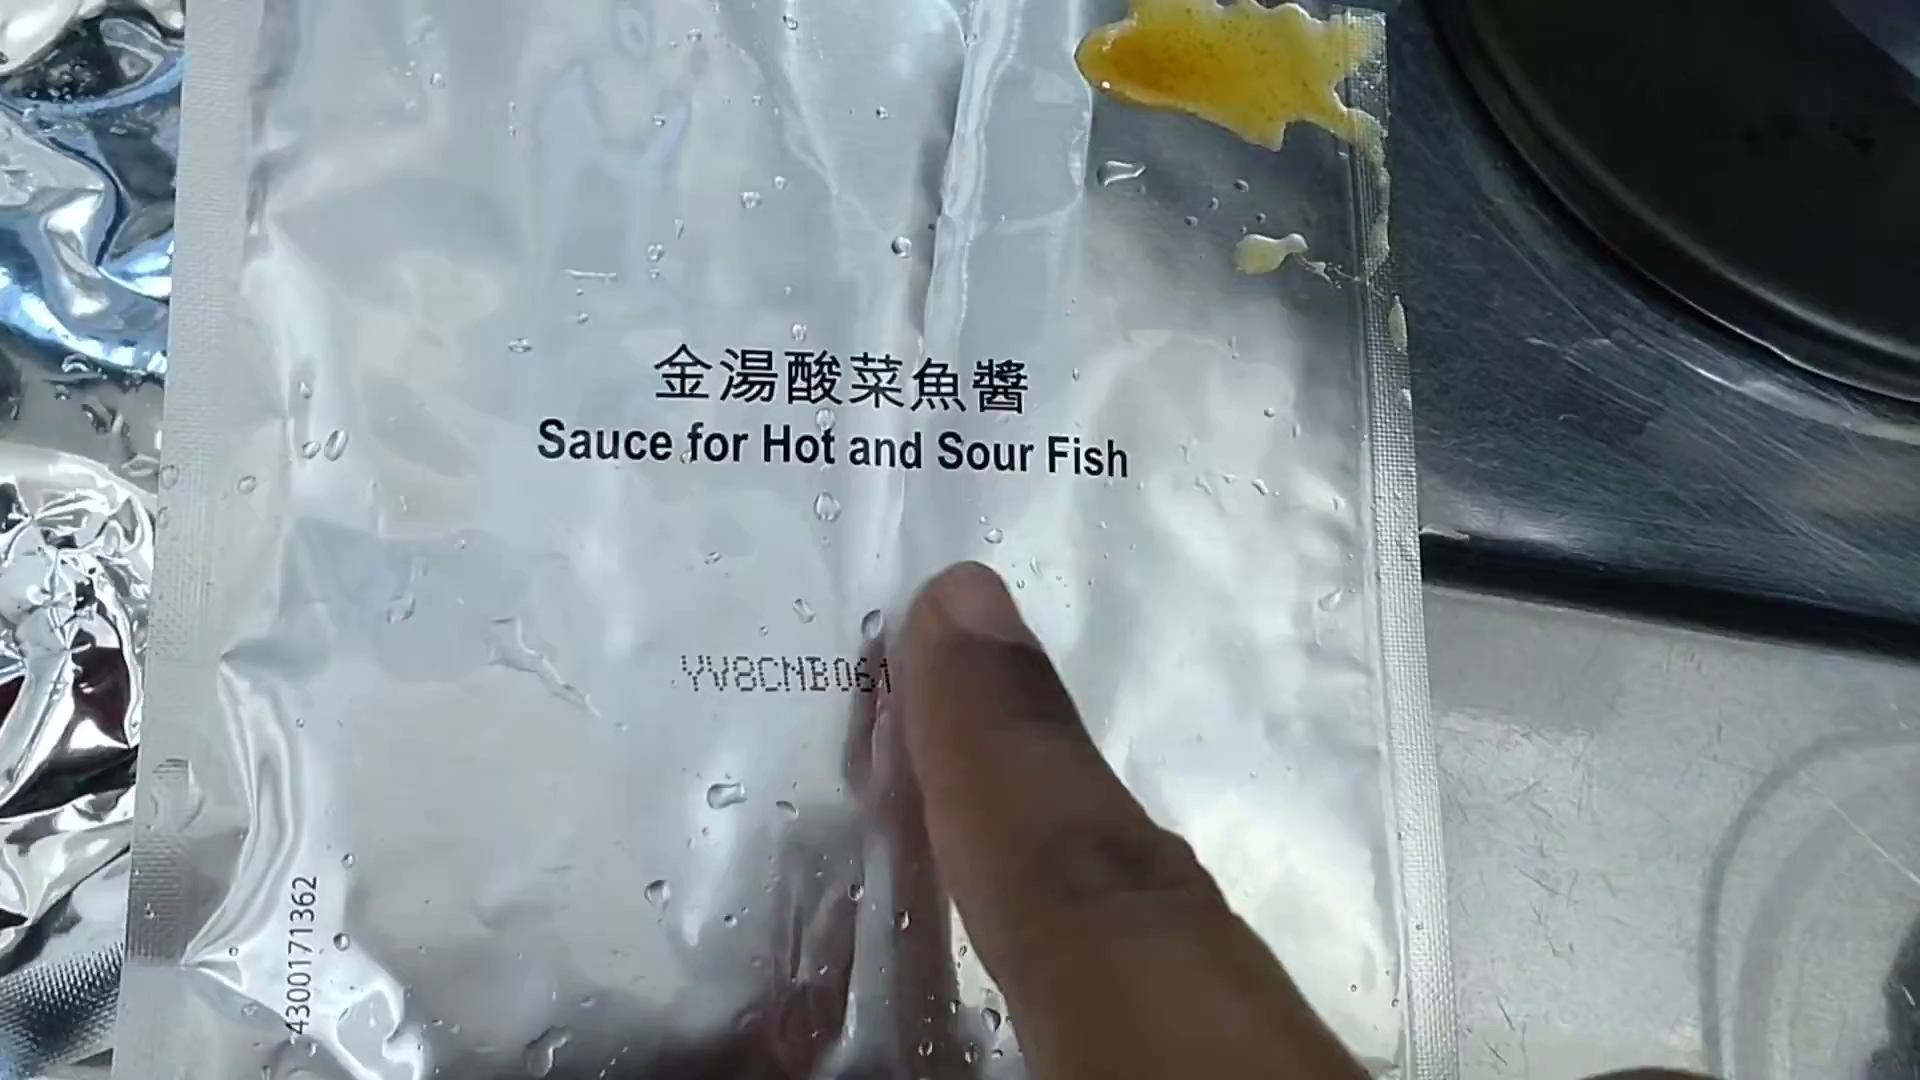 金湯酸菜魚醬
Sauce for Hot and Sour Fish
YV8CNB061
4300171362